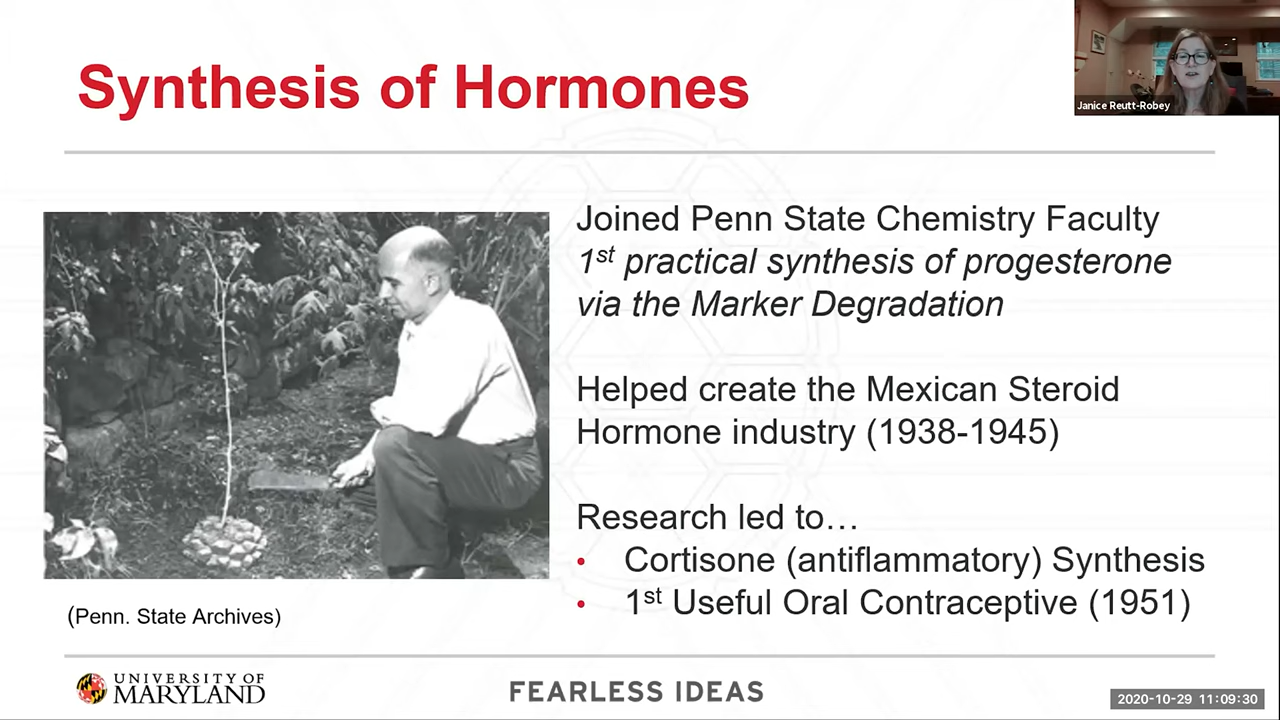 Synthesis of Hormones
Janice Reutt-Robey
Joined Penn State Chemistry Faculty
1st practical synthesis of progesterone
via the Marker Degradation
Helped create the Mexican Steroid
Hormone industry (1938-1945)
Research led to…
• Cortisone (antiflammatory) Synthesis
• 1st Useful Oral Contraceptive (1951)
(Penn. State Archives)
UNIVERSITY OF
MARYLAND
FEARLESS IDEAS
2020-10-29 11:09:30